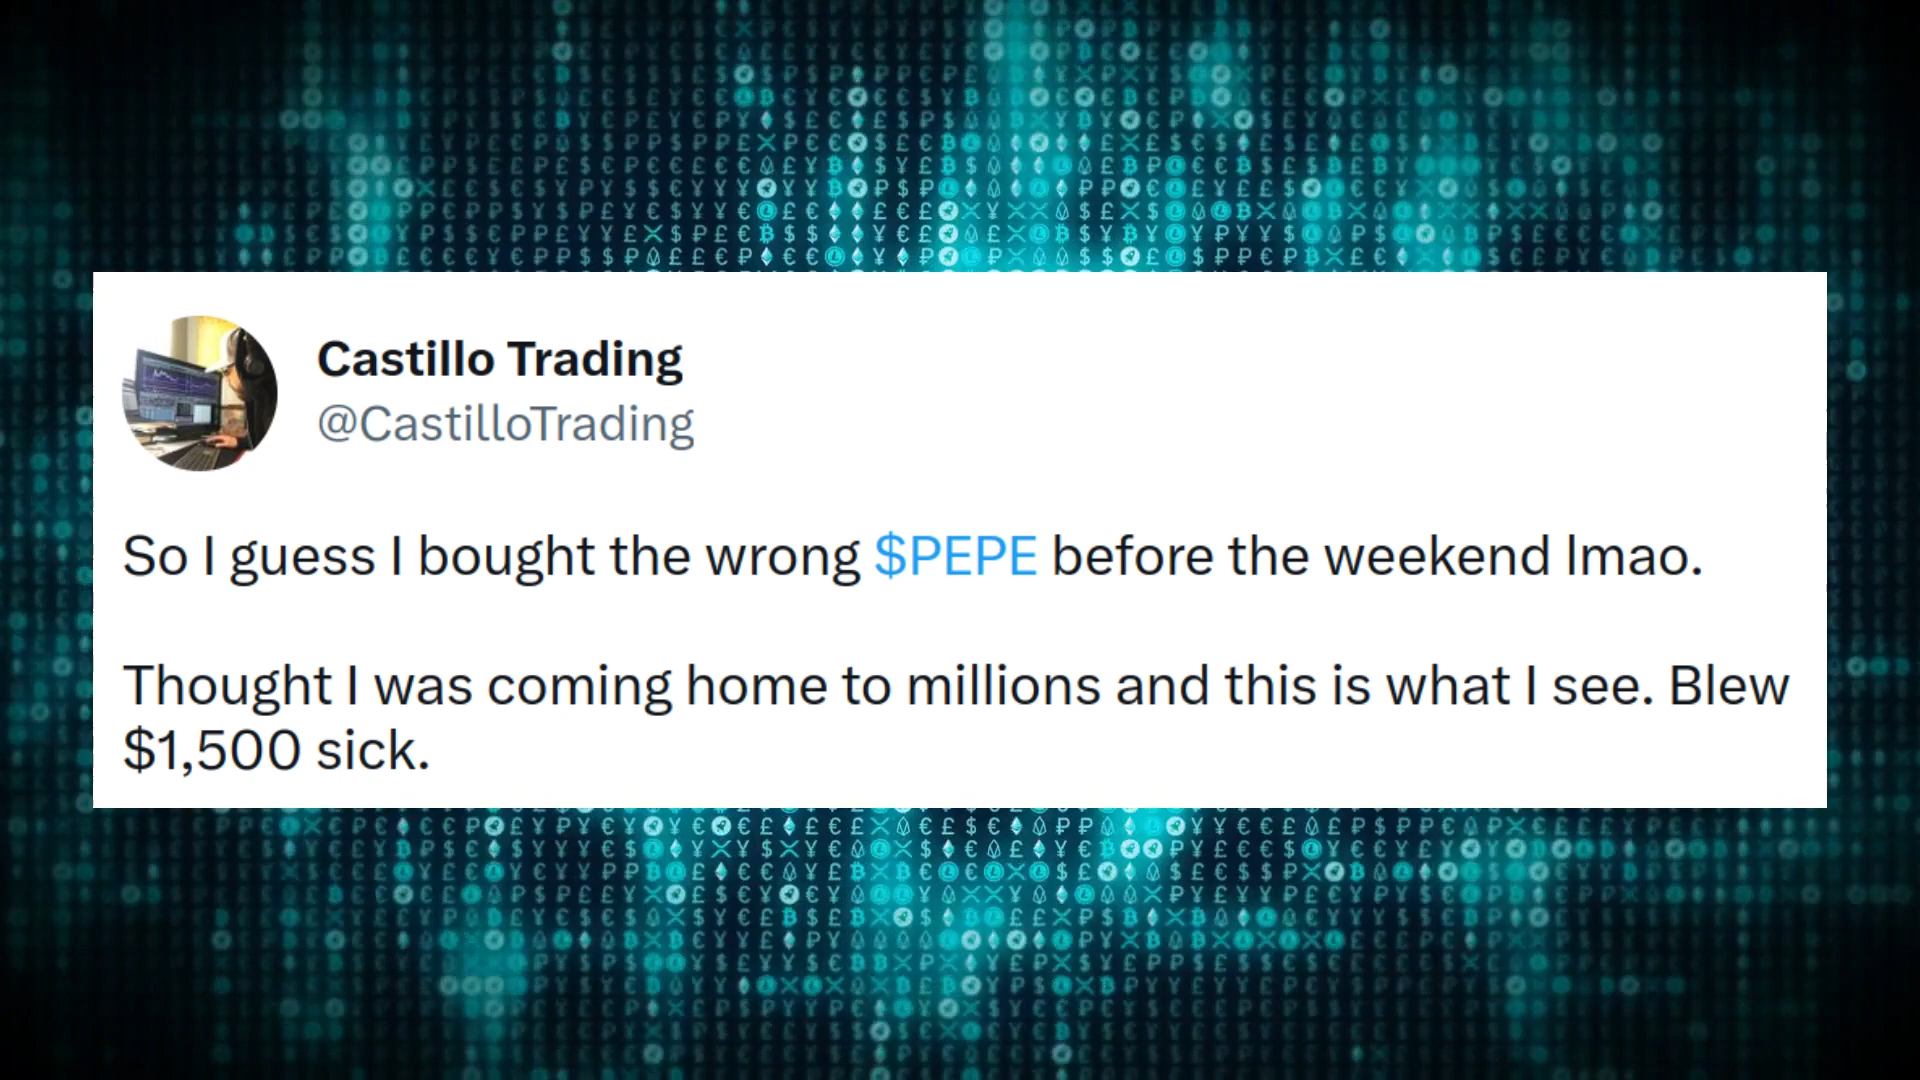 Castillo Trading
@CastilloTrading
So I guess I bought the wrong $PEPE before the weekend lmao.
Thought I was coming home to millions and this is what I see. Blew
$1,500 sick.